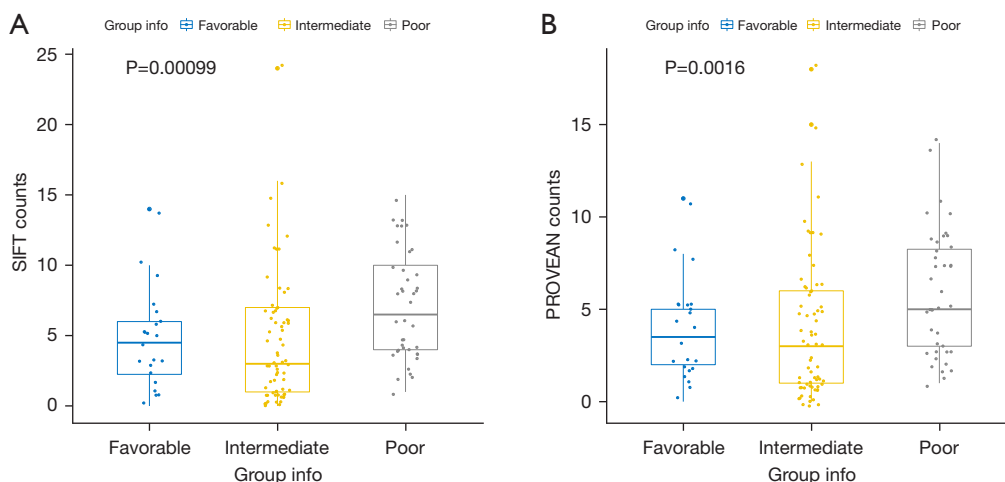 A
Group info Favorable Intermediate Poor
P=0.00099
SIFT counts
25
20
15
10
5
0
Favorable Intermediate Poor
Group info
B
Group info Favorable Intermediate Poor
P=0.0016
PROVEAN counts
15
10
5
0
Favorable Intermediate Poor
Group info